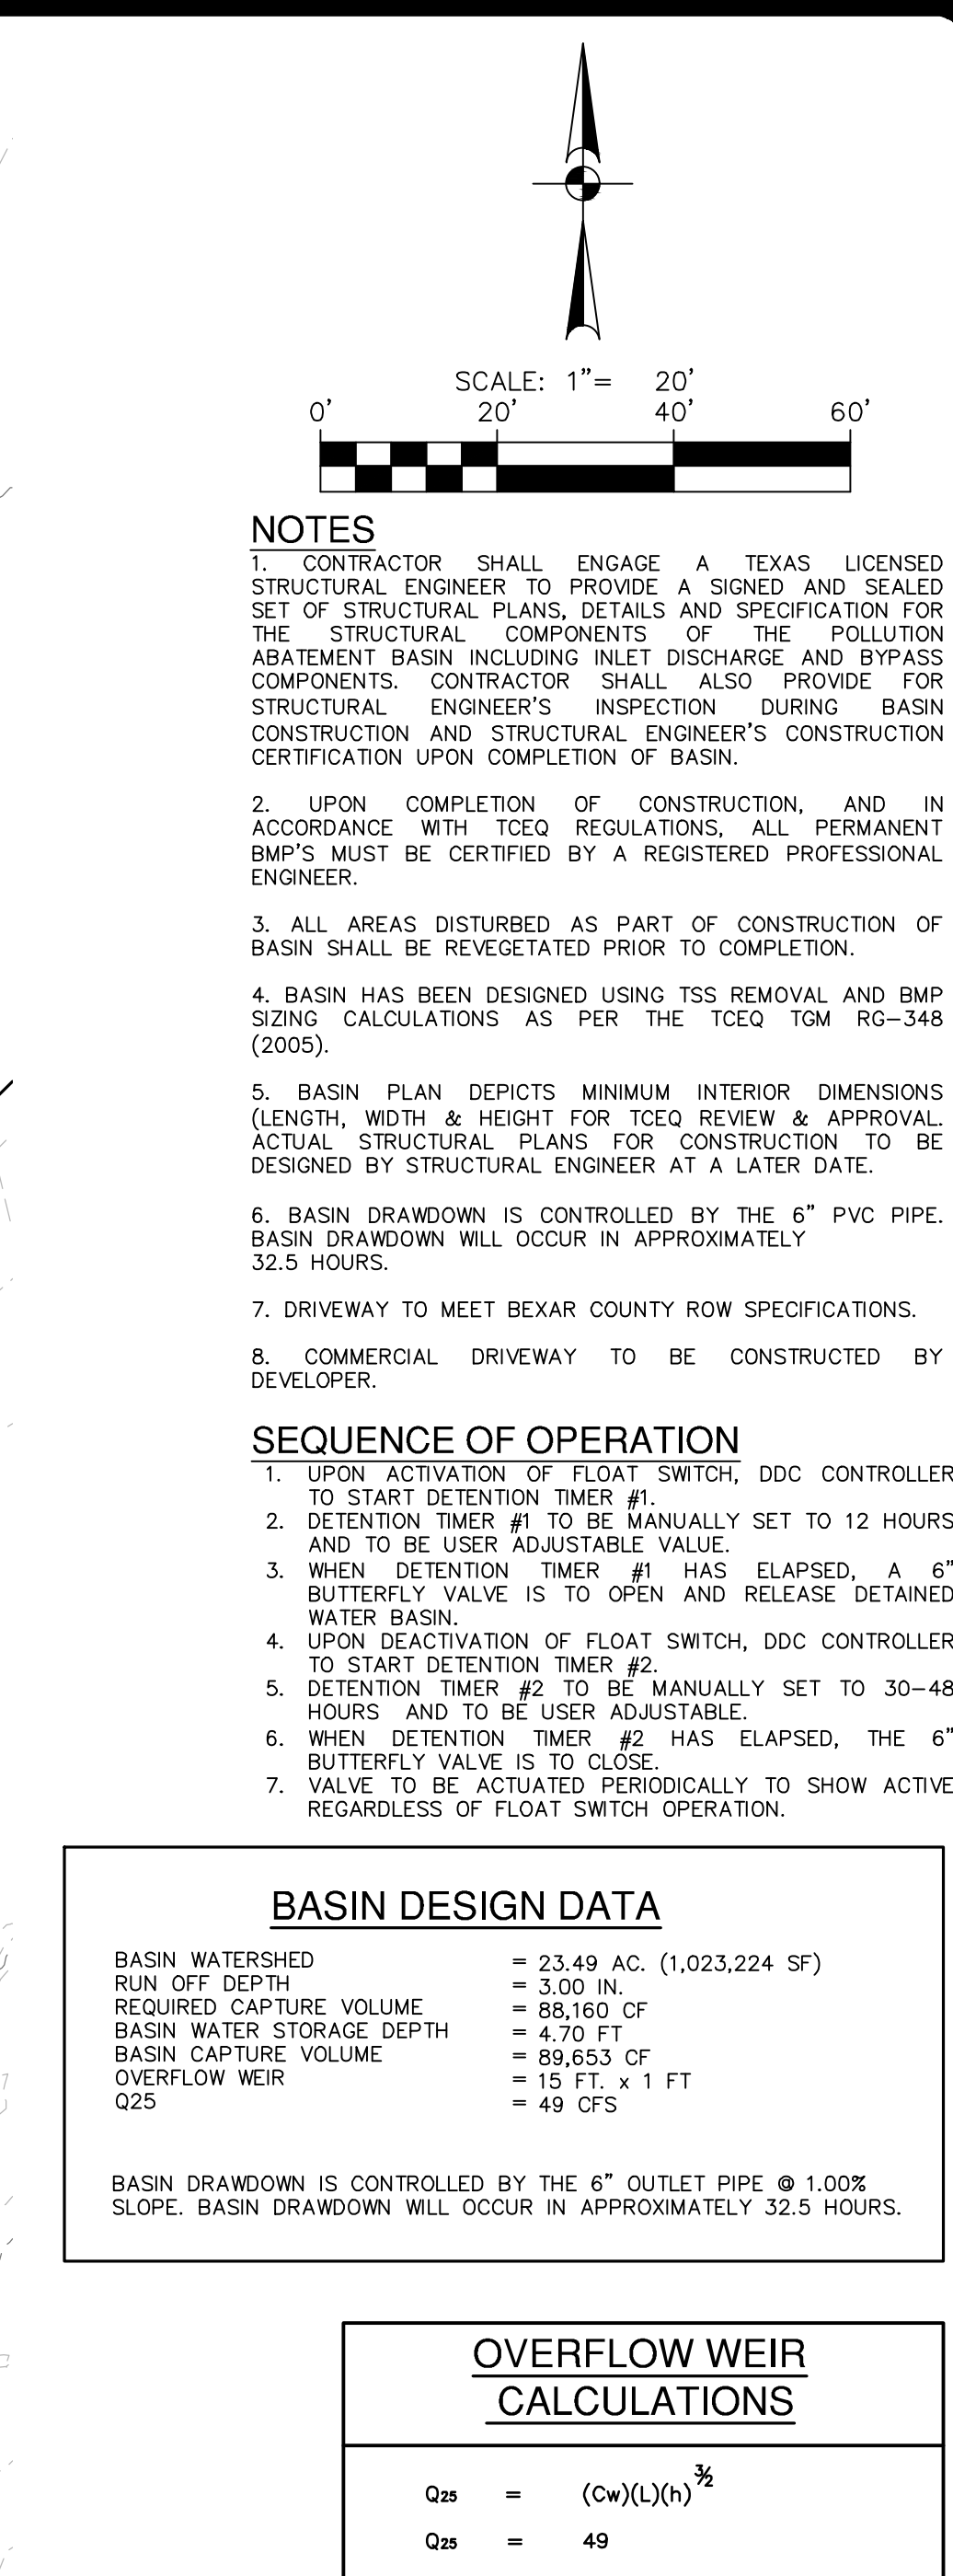 SCALE: 1"= 20'
0' 20' 40' 60'
NOTES
1. CONTRACTOR SHALL ENGAGE A TEXAS LICENSED
STRUCTURAL ENGINEER TO PROVIDE A SIGNED AND SEALED
SET OF STRUCTURAL PLANS, DETAILS AND SPECIFICATION FOR
THE STRUCTURAL COMPONENTS OF THE POLLUTION
ABATEMENT BASIN INCLUDING INLET DISCHARGE AND BYPASS
COMPONENTS. CONTRACTOR SHALL ALSO PROVIDE FOR
STRUCTURAL ENGINEER'S INSPECTION DURING BASIN
CONSTRUCTION AND STRUCTURAL ENGINEER'S CONSTRUCTION
CERTIFICATION UPON COMPLETION OF BASIN.
2. UPON COMPLETION OF CONSTRUCTION, AND IN
ACCORDANCE WITH TCEQ REGULATIONS, ALL PERMANENT
BMP'S MUST BE CERTIFIED BY A REGISTERED PROFESSIONAL
ENGINEER.
3. ALL AREAS DISTURBED AS PART OF CONSTRUCTION OF
BASIN SHALL BE REVEGETATED PRIOR TO COMPLETION.
4. BASIN HAS BEEN DESIGNED USING TSS REMOVAL AND BMP
SIZING CALCULATIONS AS PER THE TCEQ TGM RG-348
(2005).
5. BASIN PLAN DEPICTS MINIMUM INTERIOR DIMENSIONS
(LENGTH, WIDTH & HEIGHT FOR TCEQ REVIEW & APPROVAL.
ACTUAL STRUCTURAL PLANS FOR CONSTRUCTION TO BE
DESIGNED BY STRUCTURAL ENGINEER AT A LATER DATE.
6. BASIN DRAWDOWN IS CONTROLLED BY THE 6" PVC PIPE.
BASIN DRAWDOWN WILL OCCUR IN APPROXIMATELY
32.5 HOURS.
7. DRIVEWAY TO MEET BEXAR COUNTY ROW SPECIFICATIONS.
8. COMMERCIAL DRIVEWAY TO BE CONSTRUCTED BY
DEVELOPER.
SEQUENCE OF OPERATION
1. UPON ACTIVATION OF FLOAT SWITCH, DDC CONTROLLER
TO START DETENTION TIMER #1.
2. DETENTION TIMER #1 TO BE MANUALLY SET TO 12 HOURS
AND TO BE USER ADJUSTABLE VALUE.
3. WHEN DETENTION TIMER #1 HAS ELAPSED, A 6"
BUTTERFLY VALVE IS TO OPEN AND RELEASE DETAINED
WATER BASIN.
4. UPON DEACTIVATION OF FLOAT SWITCH, DDC CONTROLLER
TO START DETENTION TIMER #2.
5. DETENTION TIMER #2 TO BE MANUALLY SET TO 30-48
HOURS AND TO BE USER ADJUSTABLE.
6. WHEN DETENTION TIMER #2 HAS ELAPSED, THE 6"
BUTTERFLY VALVE IS TO CLOSE.
7. VALVE TO BE ACTUATED PERIODICALLY TO SHOW ACTIVE
REGARDLESS OF FLOAT SWITCH OPERATION.
BASIN DESIGN DATA
BASIN WATERSHED = 23.49 AC. (1,023,224 SF)
RUN OFF DEPTH = 3.00 IN.
REQUIRED CAPTURE VOLUME = 88,160 CF
BASIN WATER STORAGE DEPTH = 4.70 FT
BASIN CAPTURE VOLUME = 89,653 CF
OVERFLOW WEIR = 15 FT. x 1 FT
Q25 = 49 CFS
BASIN DRAWDOWN IS CONTROLLED BY THE 6" OUTLET PIPE @ 1.00%
SLOPE. BASIN DRAWDOWN WILL OCCUR IN APPROXIMATELY 32.5 HOURS.
OVERFLOW WEIR
CALCULATIONS
Q25 = (Cw)(L)(h)^3/2
Q25 = 49